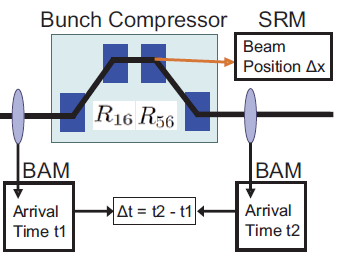 Bunch Compressor
SRM
Beam
Position Δx
R16 R56
BAM
BAM
Arrival
Time t1
Δt = t2 - t1
Arrival
Time t2